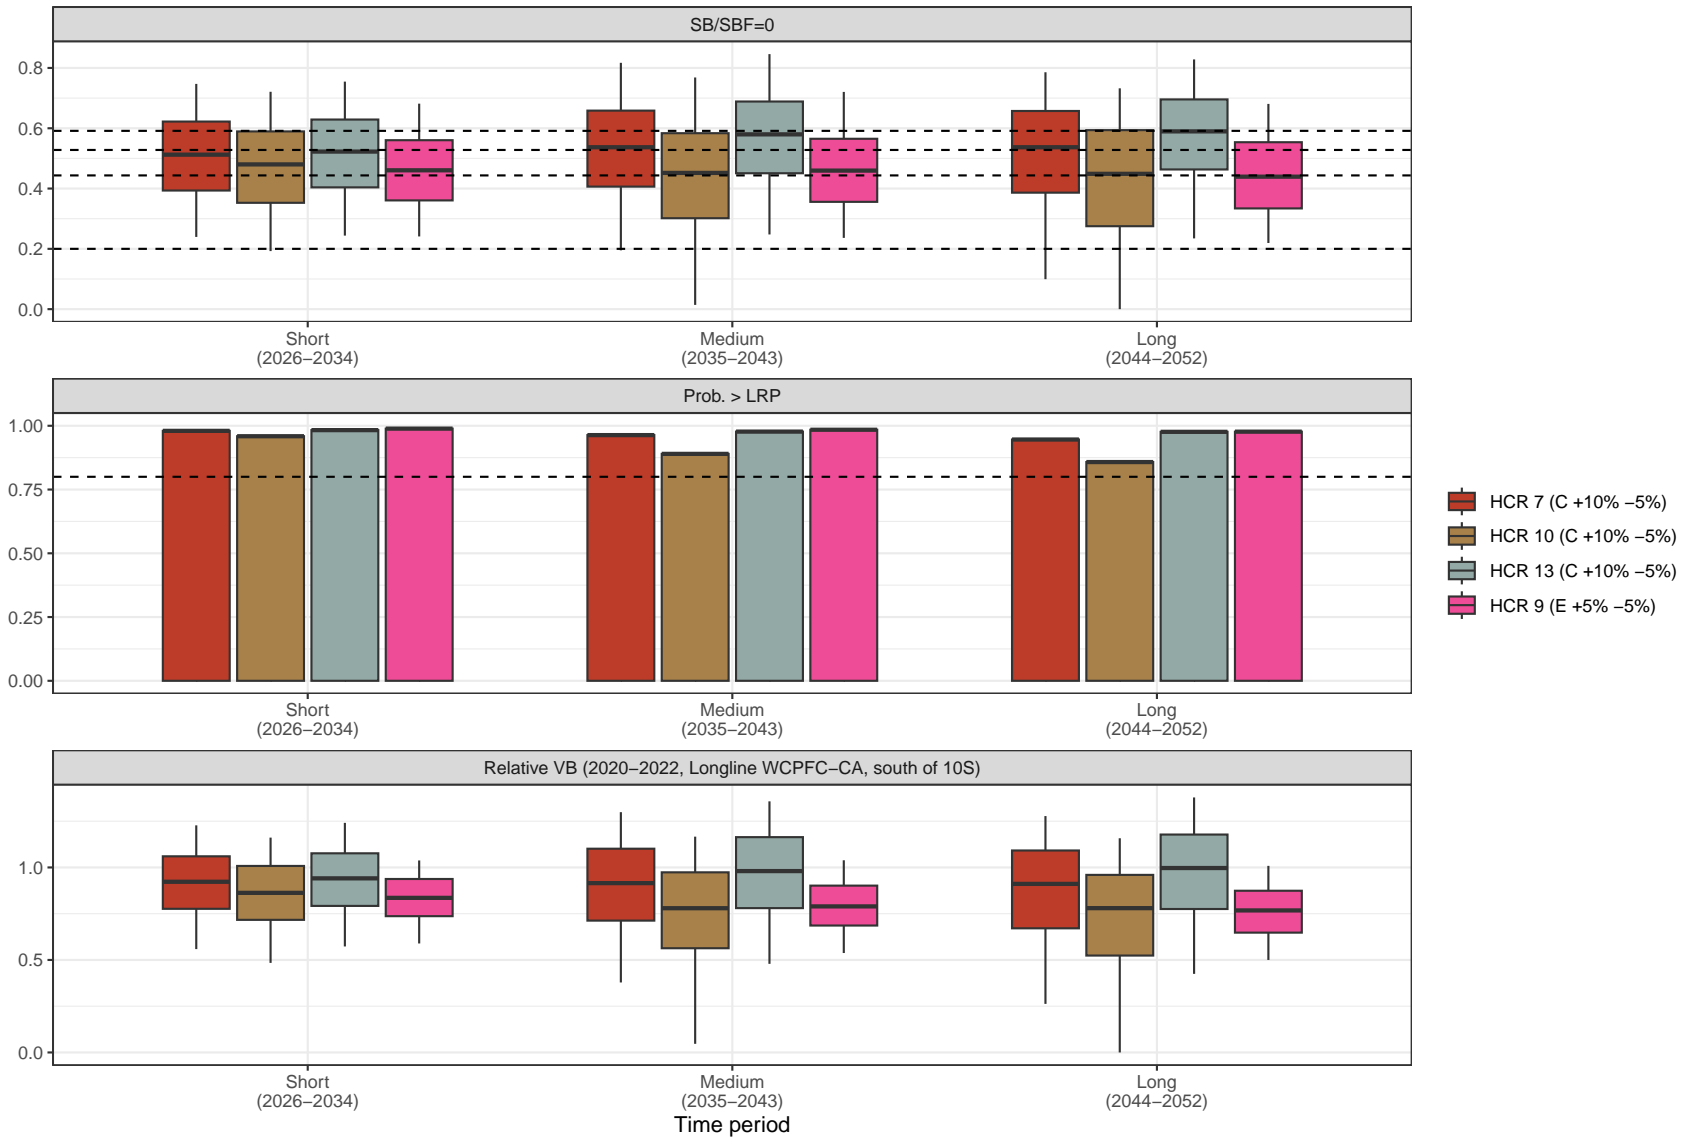 SB/SBF=0
0.8
0.6
0.4
0.2
0.0
Short
(2026−2034)
Medium
(2035−2043)
Long
(2044−2052)
Prob. > LRP
1.00
0.75
0.50
0.25
0.00
Short
(2026−2034)
Medium
(2035−2043)
Long
(2044−2052)
Relative VB (2020−2022, Longline WCPFC−CA, south of 10S)
1.0
0.5
0.0
Short
(2026−2034)
Medium
(2035−2043)
Long
(2044−2052)
Time period
HCR 7 (C +10% −5%)
HCR 10 (C +10% −5%)
HCR 13 (C +10% −5%)
HCR 9 (E +5% −5%)